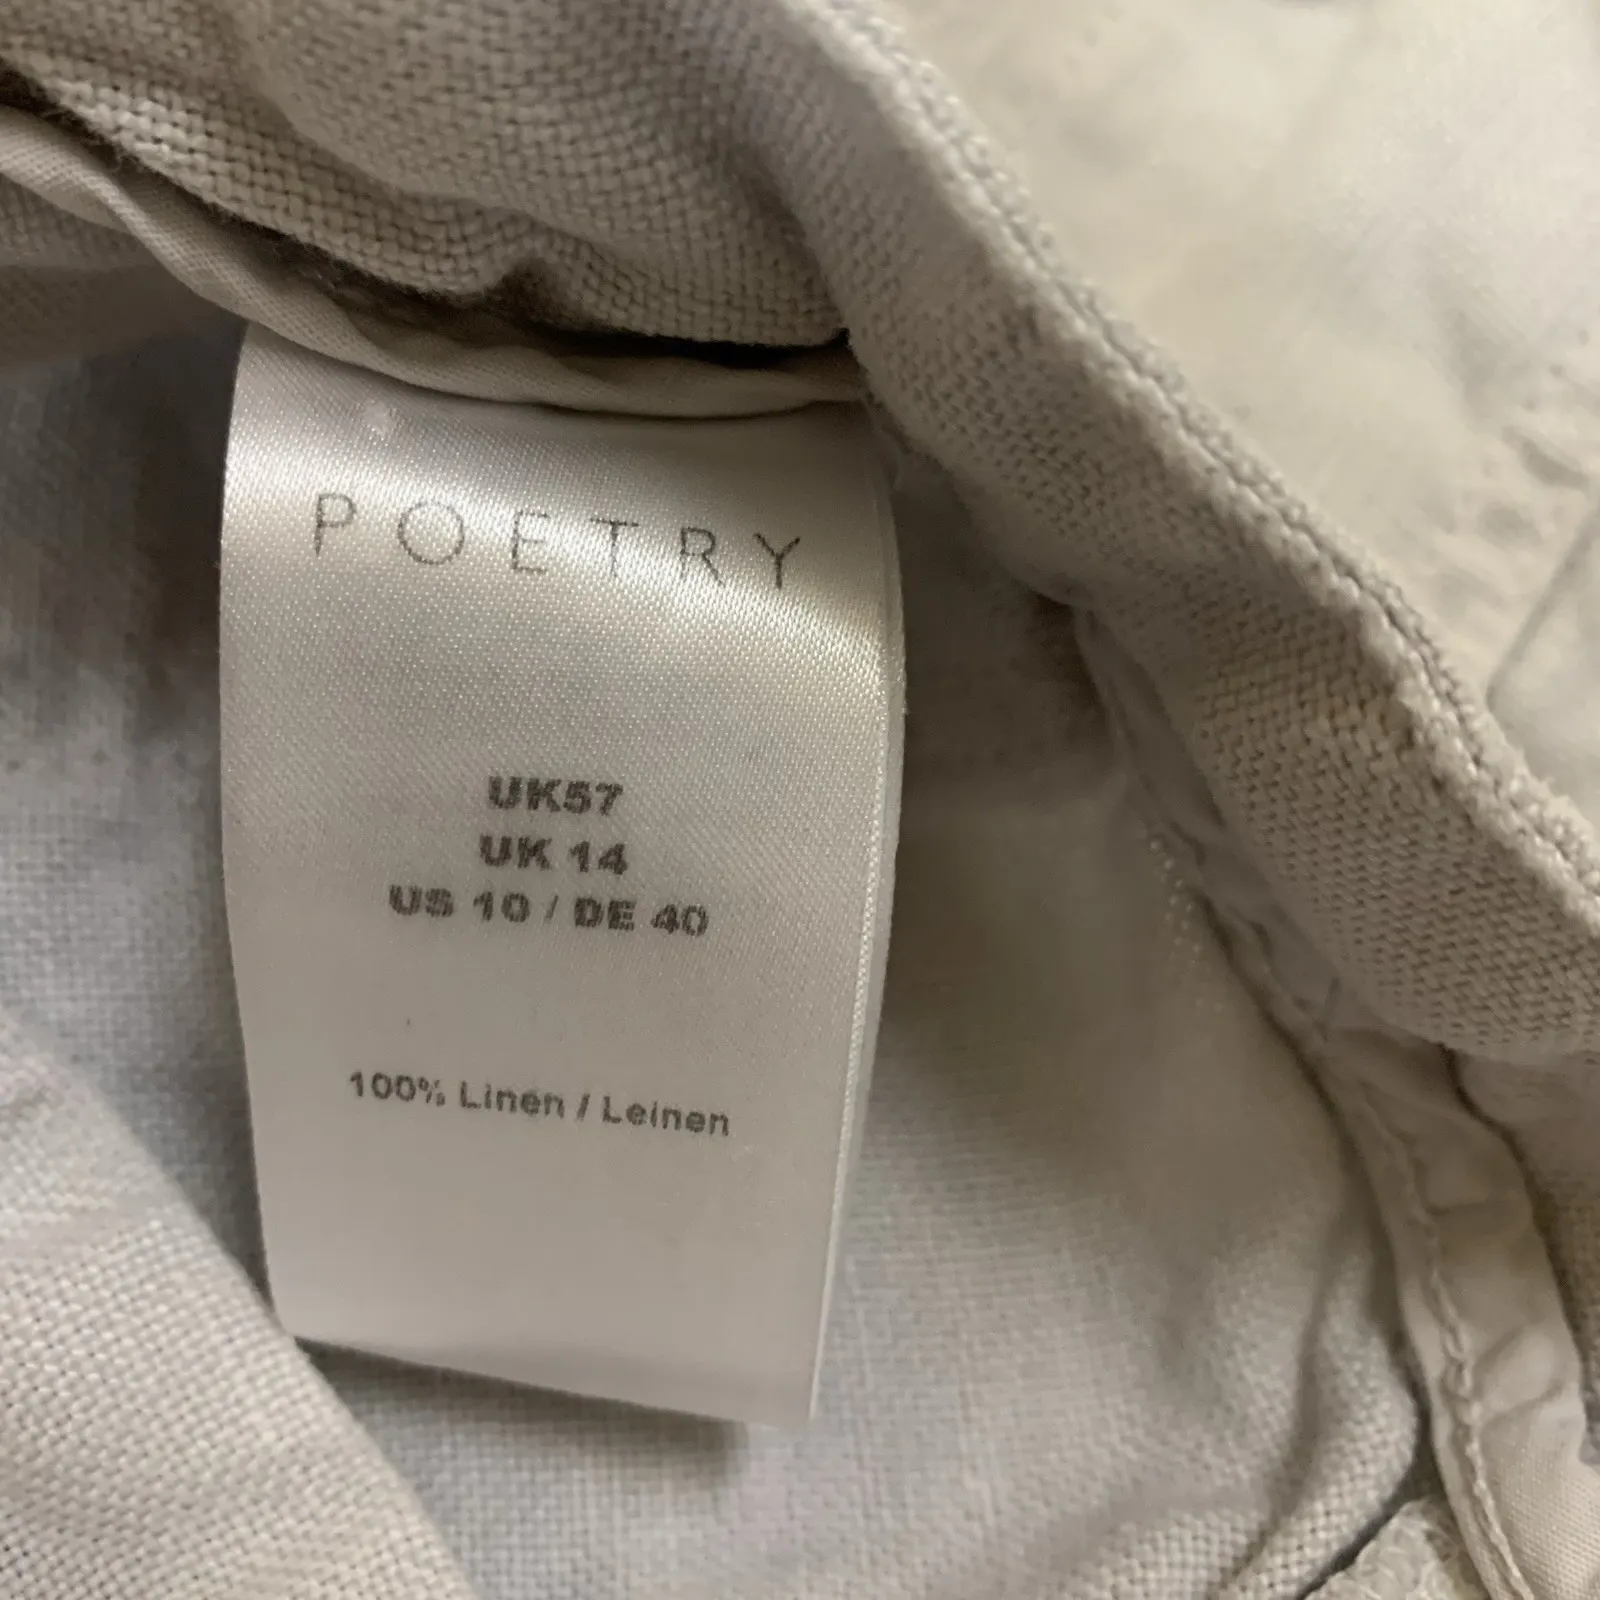 POETRY
UK57
UK 14
US 10 / DE 40
100% Linen / Leinen